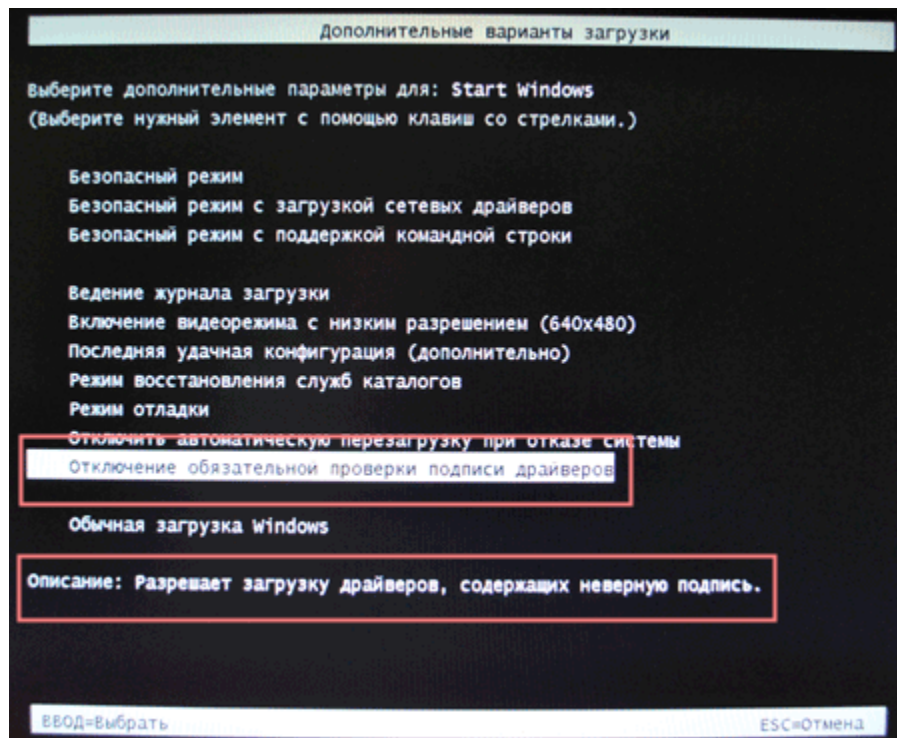 Дополнительные варианты загрузки
Выберите дополнительные параметры для: Start Windows
(Выберите нужный элемент с помощью клавиш со стрелками.)
Безопасный режим
Безопасный режим с загрузкой сетевых драйверов
Безопасный режим с поддержкой командной строки
Ведение журнала загрузки
Включение видеорежима с низким разрешением (640x480)
Последняя удачная конфигурация (дополнительно)
Режим восстановления служб каталогов
Режим отладки
Отключить автоматическую перезагрузку при отказе системы
Отключение обязательной проверки подписи драйверов
Обычная загрузка Windows
Описание: Разрешает загрузку драйверов, содержащих неверную подпись.
ВВОД=Выбрать ESC=Отмена